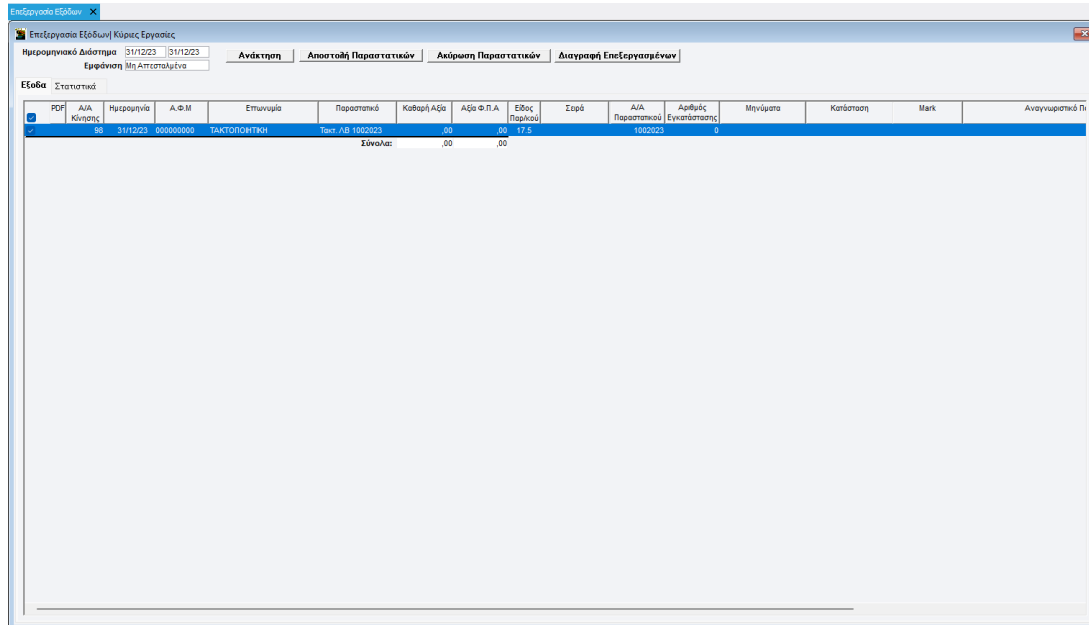 Επεξεργασία Εξόδων X
Επεξεργασία Εξόδων| Κύριες Εργασίες
Ημερομηνιακό Διάστημα 31/12/23 31/12/23 Ανάκτηση Αποστολή Παραστατικών Ακύρωση Παραστατικών Διαγραφή Επεξεργασμένων
Εμφάνιση Μη Απεσταλμένα
Εξοδα Στατιστικά
PDF Α/Α Κίνησης Ημερομηνία Α.Φ.Μ Επωνυμία Παραστατικό Καθαρή Αξία Αξία Φ.Π.Α Είδος Παρ/κού Σειρά Α/Α Παραστατικού Αριθμός Εγκατάστασης Μηνύματα Κατάσταση Mark Αναγνωριστικό Πα
98 31/12/23 000000000 ΤΑΚΤΟΠΟΙΗΤΙΚΗ Τακτ. ΛΒ 1002023 ,00 ,00 17.5 1002023 0
Σύνολα: ,00 ,00